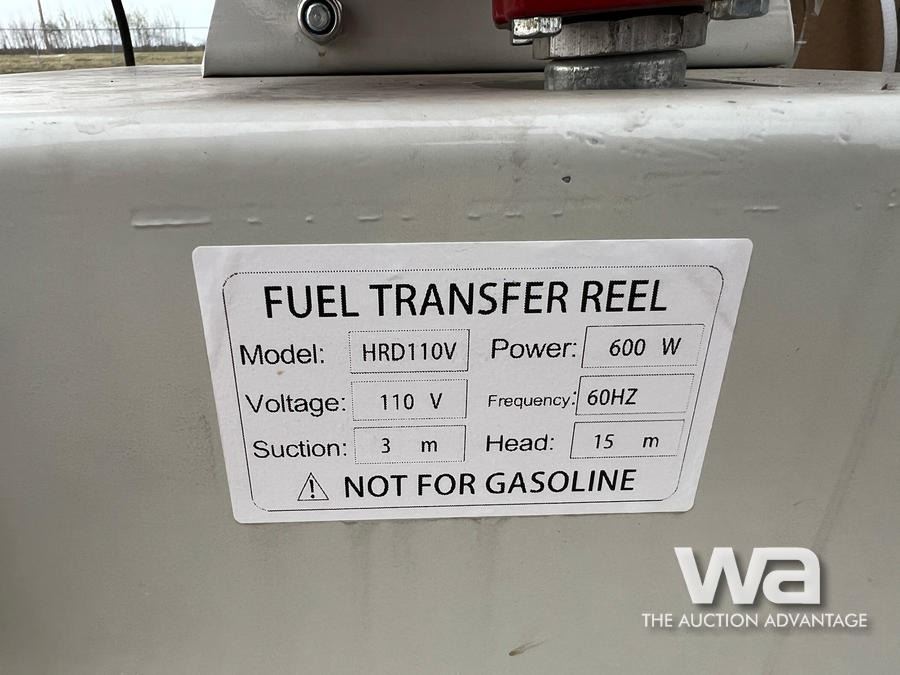 FUEL TRANSFER REEL
Model: HRD110V Power: 600 W
Voltage: 110 V Frequency: 60HZ
Suction: 3 m Head: 15 m
NOT FOR GASOLINE
wa
THE AUCTION ADVANTAGE